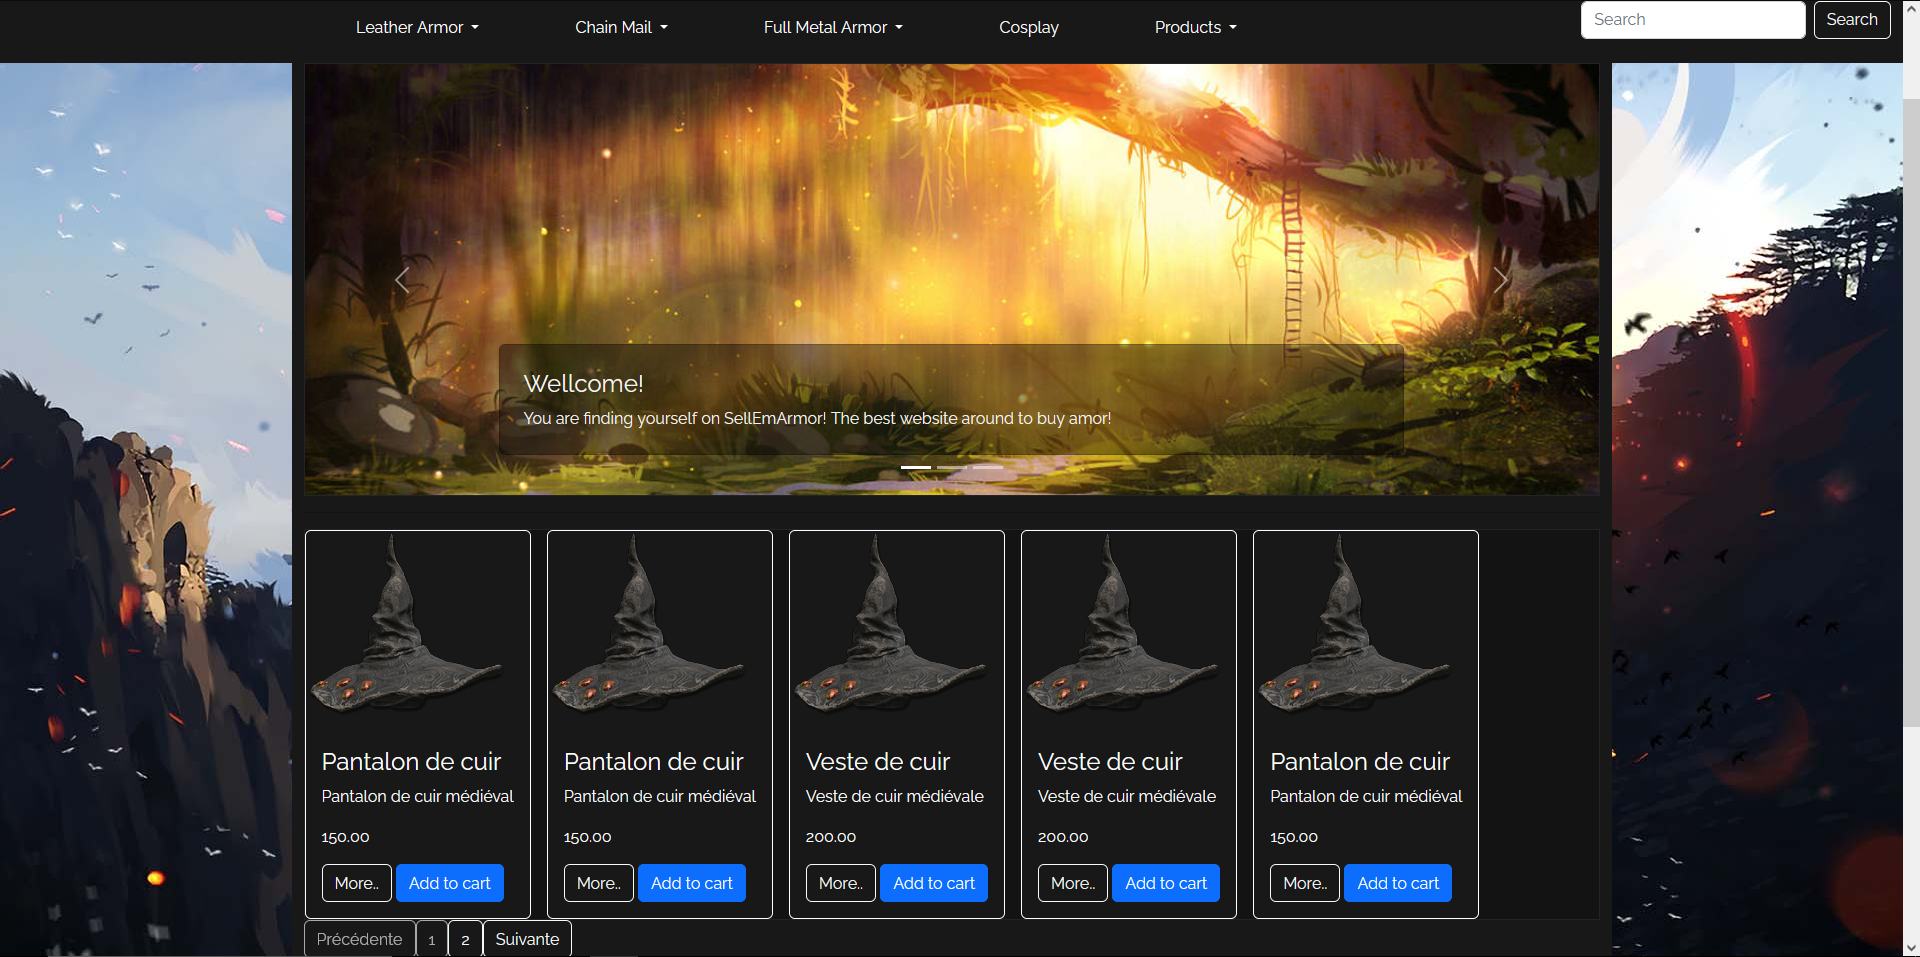 Leather Armor Chain Mail Full Metal Armor Cosplay Products Search Search
Wellcome!
You are finding yourself on SellEmArmor! The best website around to buy amor!
Pantalon de cuir Pantalon de cuir Veste de cuir Veste de cuir Pantalon de cuir
Pantalon de cuir médiéval Pantalon de cuir médiéval Veste de cuir médiévale Veste de cuir médiévale Pantalon de cuir médiéval
150.00 150.00 200.00 200.00 150.00
More.. Add to cart More.. Add to cart More.. Add to cart More.. Add to cart More.. Add to cart
Précédente 1 2 Suivante